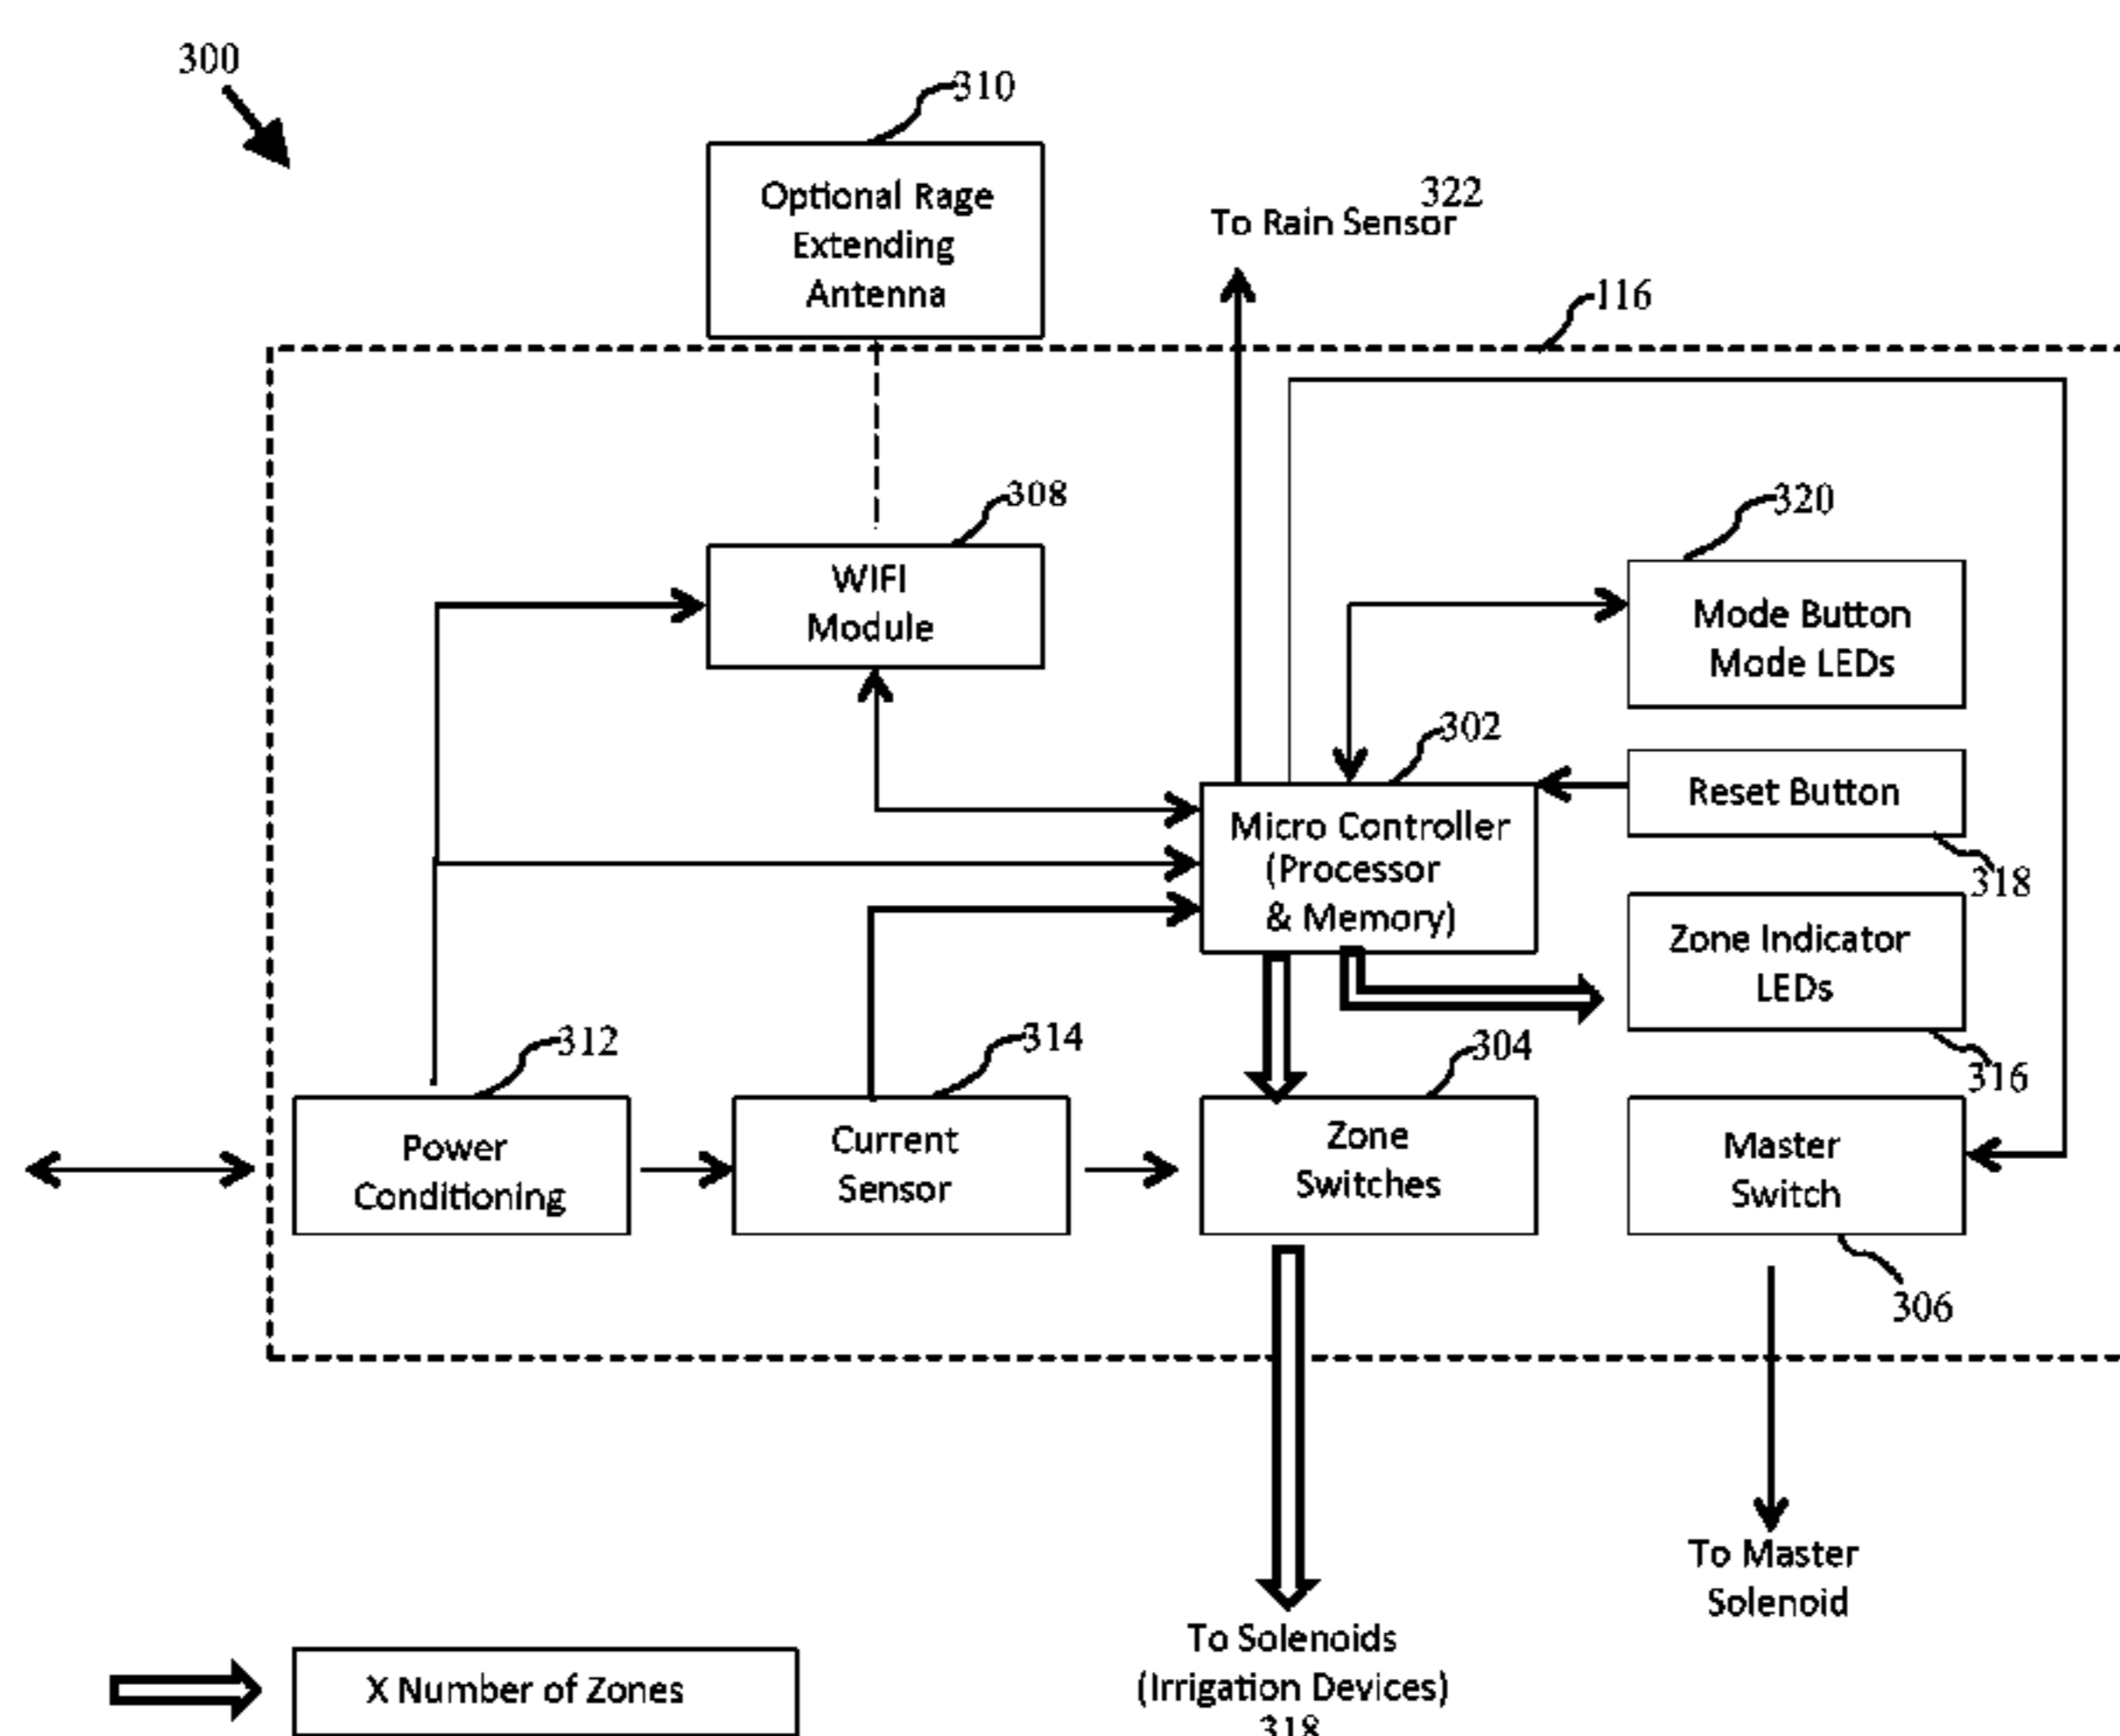 300
310
Optional Rage
Extending
Antenna
322
To Rain Sensor
116
308
WIFI
Module
320
Mode Button
Mode LEDs
302
Micro Controller
(Processor
& Memory)
Reset Button
318
Zone Indicator
LEDs
316
312
Power
Conditioning
314
Current
Sensor
304
Zone
Switches
Master
Switch
306
To Master
Solenoid
To Solenoids
(Irrigation Devices)
318
X Number of Zones